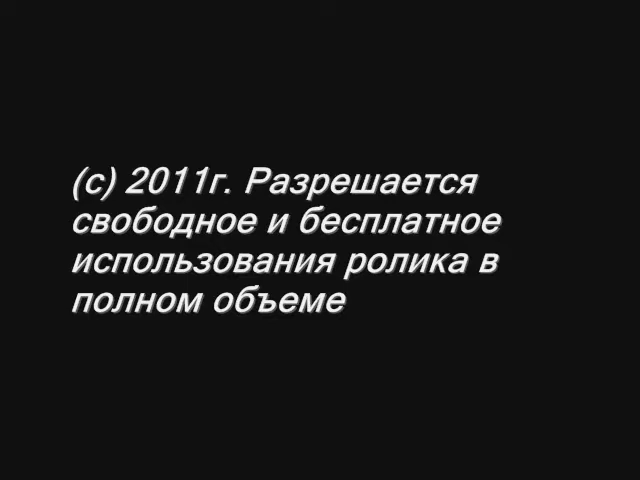 (с) 2011г. Разрешается
свободное и бесплатное
использования ролика в
полном объеме